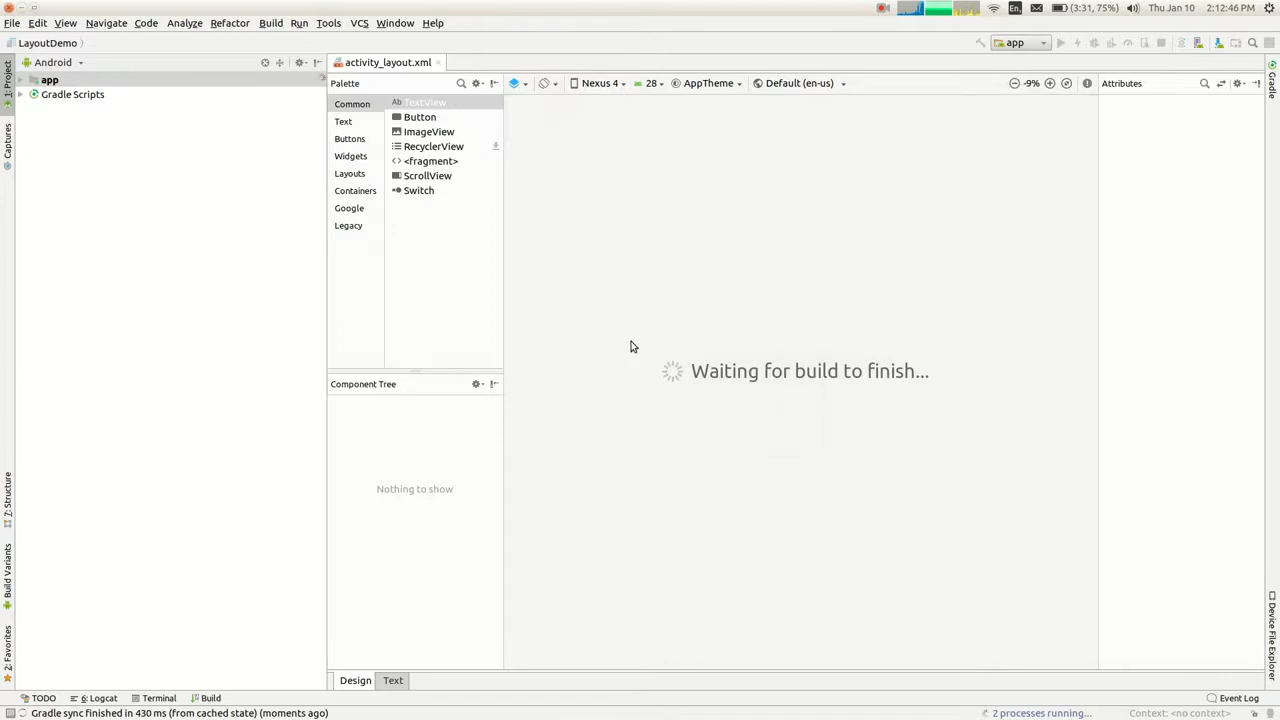 En,
(3:31, 75%)
Thu Jan 10
2:12:46 PM
File Edit View Navigate Code Analyze Refactor Build Run Tools VCS Window Help
LayoutDemo
app
Android
activity_layout.xml
1: Project
Captures
7: Structure
Build Variants
2: Favorites
app
Gradle Scripts
Palette
Common
Text
Buttons
Widgets
Layouts
Containers
Google
Legacy
Ab TextView
Button
ImageView
RecyclerView
<> <fragment>
ScrollView
Switch
Component Tree
Nothing to show
Nexus 4
28
AppTheme
Default (en-us)
-9%
Waiting for build to finish...
Attributes
Gradle
Device File Explorer
Design Text
TODO
6: Logcat
Terminal
Build
Event Log
Gradle sync finished in 430 ms (from cached state) (moments ago)
2 processes running...
Context: <no context>